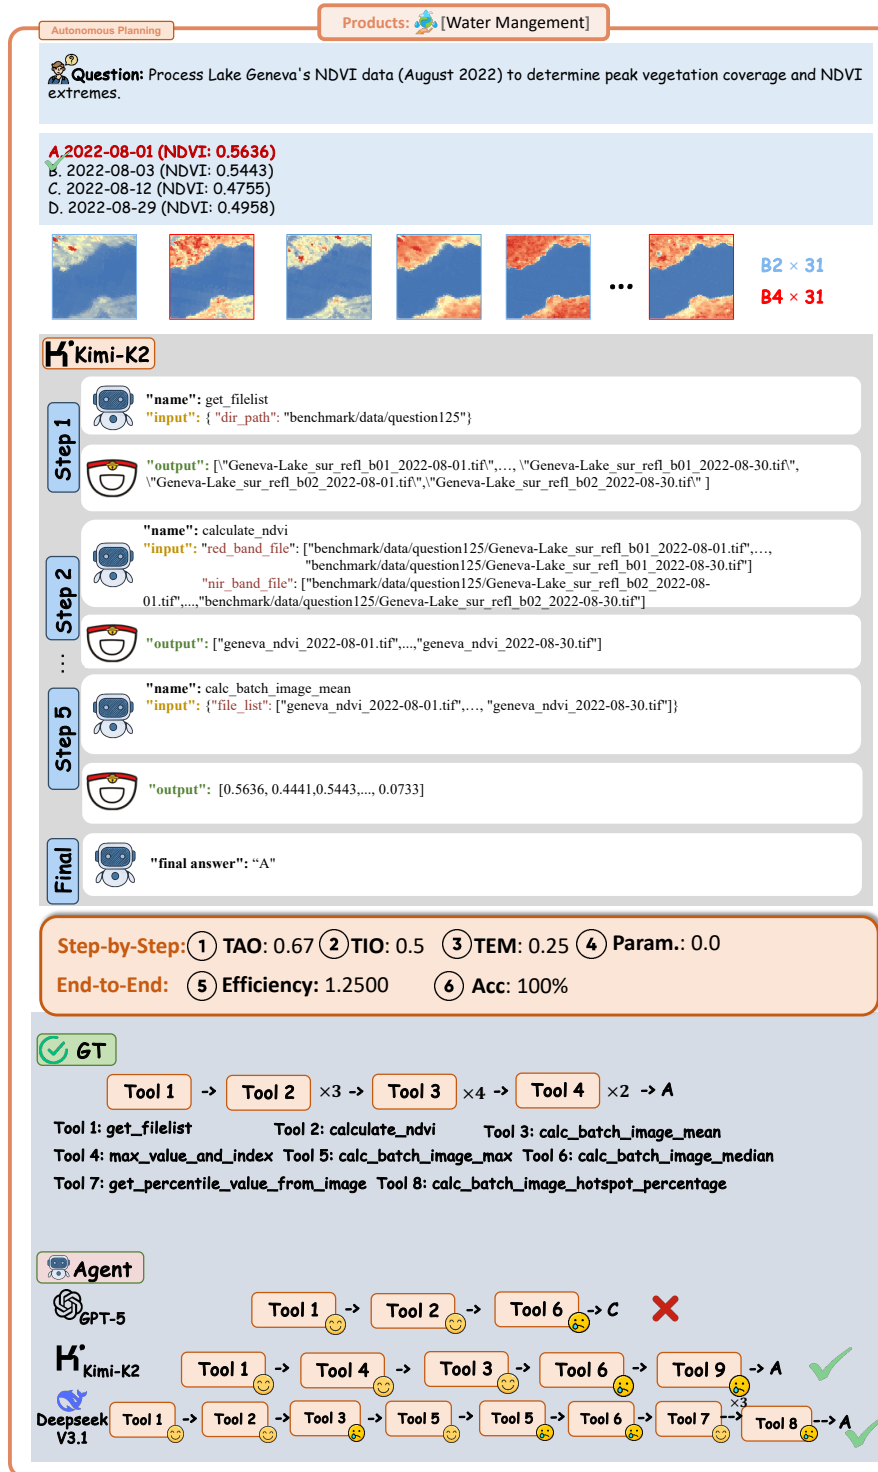 Products: [Water Mangement]
Autonomous Planning
Question: Process Lake Geneva's NDVI data (August 2022) to determine peak vegetation coverage and NDVI
extremes.
A.2022-08-01 (NDVI: 0.5636)
B. 2022-08-03 (NDVI: 0.5443)
C. 2022-08-12 (NDVI: 0.4755)
D. 2022-08-29 (NDVI: 0.4958)
...
B2 × 31
B4 × 31
Kimi-K2
Step 1
"name": get_filelist
"input": { "dir_path": "benchmark/data/question125"}
"output": [\"Geneva-Lake_sur_refl_b01_2022-08-01.tif\",…, \"Geneva-Lake_sur_refl_b01_2022-08-30.tif\",
\"Geneva-Lake_sur_refl_b02_2022-08-01.tif\",\"Geneva-Lake_sur_refl_b02_2022-08-30.tif\" ]
Step 2
"name": calculate_ndvi
"input": "red_band_file": ["benchmark/data/question125/Geneva-Lake_sur_refl_b01_2022-08-01.tif",…,
"benchmark/data/question125/Geneva-Lake_sur_refl_b01_2022-08-30.tif"]
"nir_band_file": ["benchmark/data/question125/Geneva-Lake_sur_refl_b02_2022-08-
01.tif",...,"benchmark/data/question125/Geneva-Lake_sur_refl_b02_2022-08-30.tif"]
"output": ["geneva_ndvi_2022-08-01.tif",...,"geneva_ndvi_2022-08-30.tif"]
...
Step 5
"name": calc_batch_image_mean
"input": {"file_list": ["geneva_ndvi_2022-08-01.tif",…, "geneva_ndvi_2022-08-30.tif"]}
"output": [0.5636, 0.4441,0.5443,..., 0.0733]
Final
"final answer": “A"
Step-by-Step: 1 TAO: 0.67 2 TIO: 0.5 3 TEM: 0.25 4 Param.: 0.0
End-to-End: 5 Efficiency: 1.2500 6 Acc: 100%
GT
Tool 1 -> Tool 2 ×3 -> Tool 3 ×4 -> Tool 4 ×2 -> A
Tool 1: get_filelist Tool 2: calculate_ndvi Tool 3: calc_batch_image_mean
Tool 4: max_value_and_index Tool 5: calc_batch_image_max Tool 6: calc_batch_image_median
Tool 7: get_percentile_value_from_image Tool 8: calc_batch_image_hotspot_percentage
Agent
GPT-5 Tool 1 -> Tool 2 -> Tool 6 -> C
Kimi-K2 Tool 1 -> Tool 4 -> Tool 3 -> Tool 6 -> Tool 9 -> A
Deepseek V3.1 Tool 1 -> Tool 2 -> Tool 3 -> Tool 5 -> Tool 5 -> Tool 6 -> Tool 7 --> ×3 Tool 8 --> A